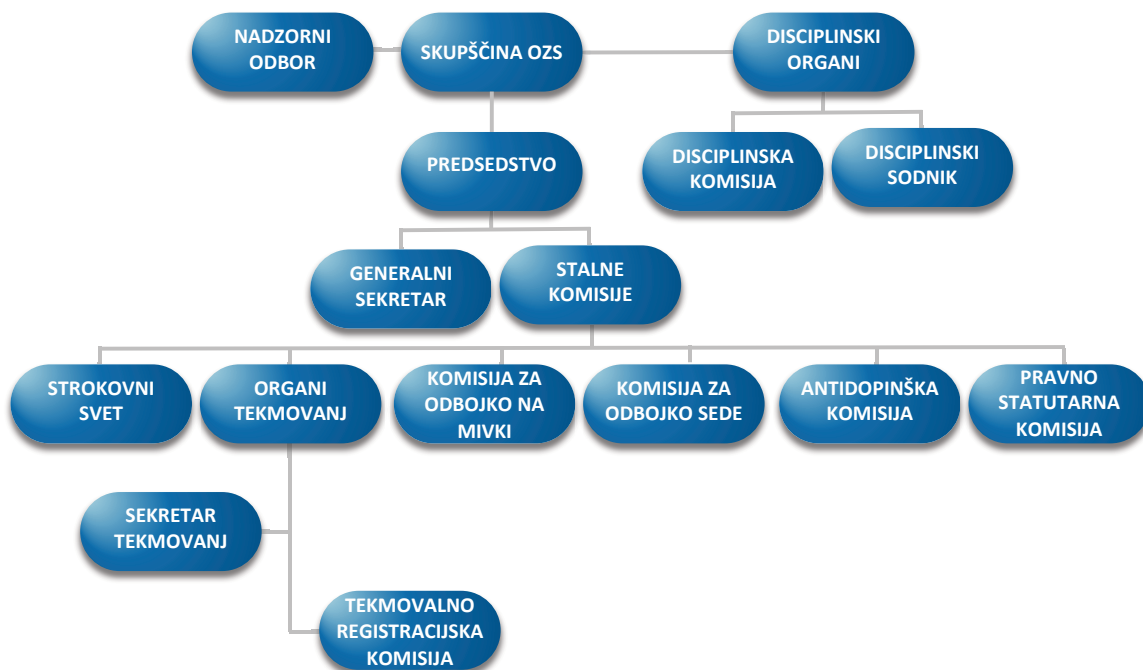 NADZORNI
ODBOR
SKUPŠČINA OZS
DISCIPLINSKI
ORGANI
PREDSEDSTVO
DISCIPLINSKA
KOMISIJA
DISCIPLINSKI
SODNIK
GENERALNI
SEKRETAR
STALNE
KOMISIJE
STROKOVNI
SVET
ORGANI
TEKMOVANJ
KOMISIJA ZA
ODBOJKO NA
MIVKI
KOMISIJA ZA
ODBOJKO SEDE
ANTIDOPINŠKA
KOMISIJA
PRAVNO
STATUTARNA
KOMISIJA
SEKRETAR
TEKMOVANJ
TEKMOVALNO
REGISTRACIJSKA
KOMISIJA